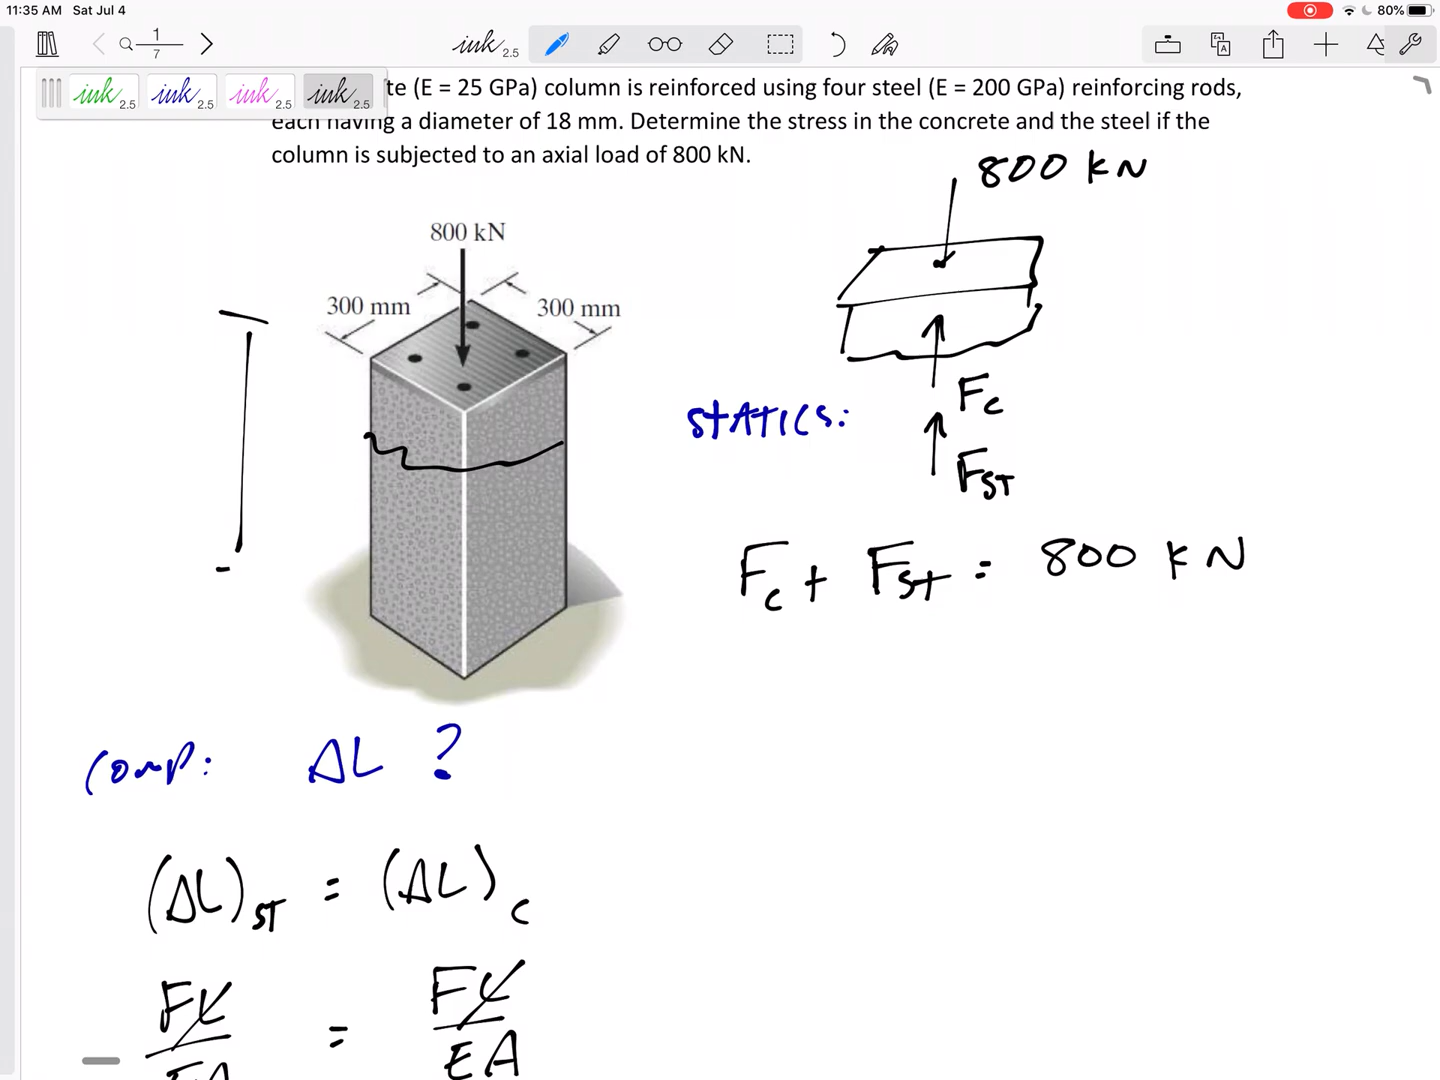 11:35 AM Sat Jul 4
80%
1
7
ink 2.5
ink 2.5
ink 2.5
ink 2.5
ink 2.5
te (E = 25 GPa) column is reinforced using four steel (E = 200 GPa) reinforcing rods,
each having a diameter of 18 mm. Determine the stress in the concrete and the steel if the
column is subjected to an axial load of 800 kN.
800 kN
800 kN
300 mm
300 mm
Fc
STATICS:
FST
Fc + FST = 800 kN
Comp: ΔL ?
(ΔL)ST = (ΔL)c
FL = FL
EA EA